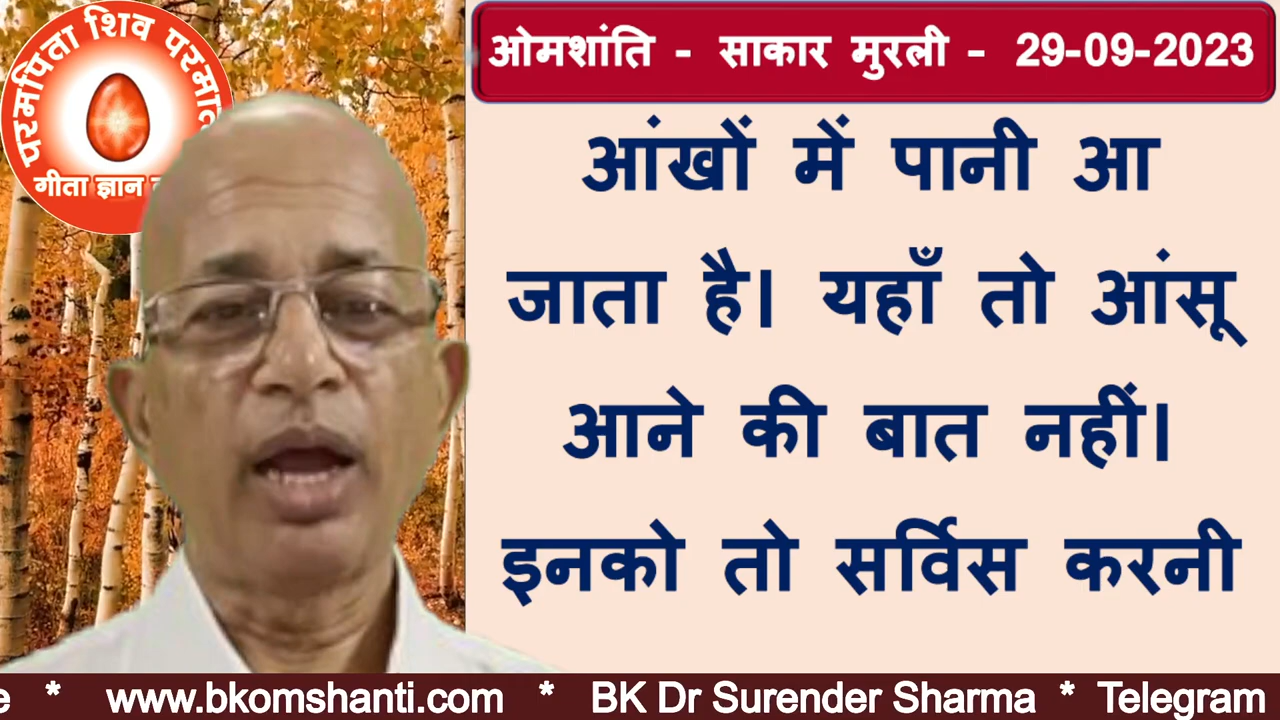 परमपिता शिव
गीता ज्ञान
ओमशांति - साकार मुरली - 29-09-2023
आंखों में पानी आ
जाता है। यहाँ तो आंसू
आने की बात नहीं।
इनको तो सर्विस करनी
e * www.bkomshanti.com * BK Dr Surender Sharma * Telegram